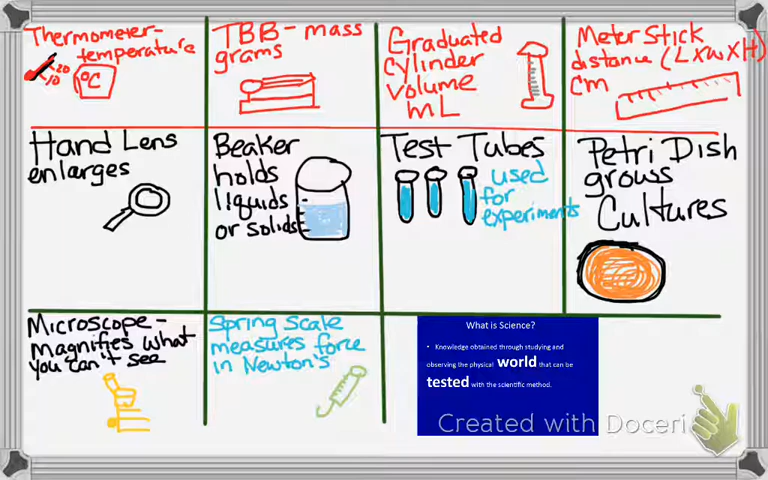 Thermometer-
temperature
20
10
°C
TBB - mass
grams
Graduated
cylinder
volume
mL
Meter Stick
distance (LxwxH)
cm
Hand Lens
enlarges
Beaker
holds
liquids
or solids
Test Tubes
used
for
experiments
Petri Dish
grows
Cultures
Microscope -
magnifies what
you can't see
Spring Scale
measures force
in Newton's
What is Science?
• Knowledge obtained through studying and
observing the physical world that can be
tested with the scientific method.
Created with Doceri